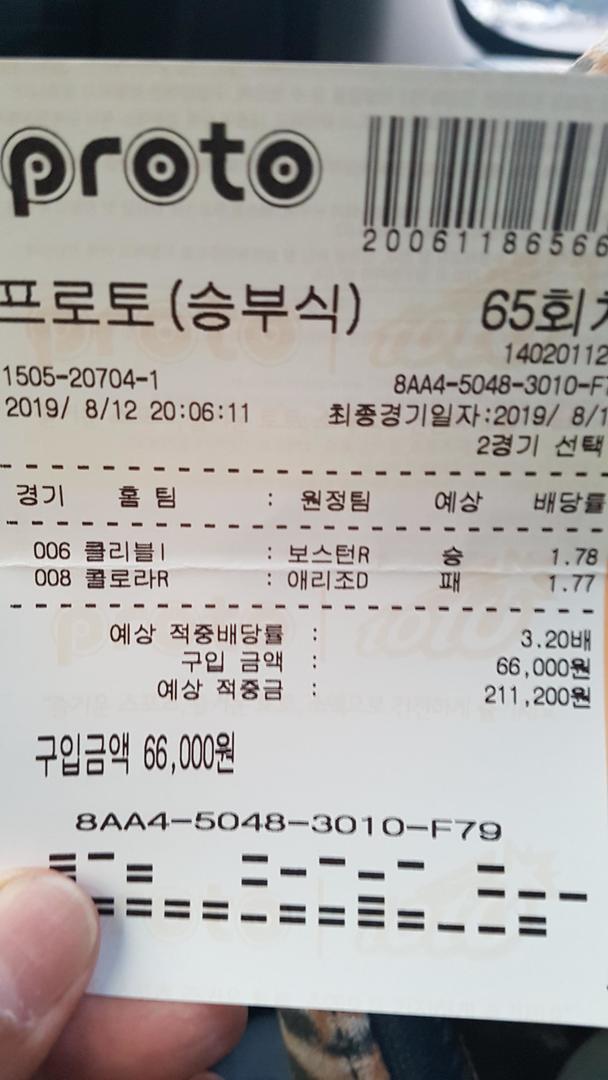 proto
20061186566
프로토(승부식) 65회
14020112
1505-20704-1 8AA4-5048-3010-F7
2019/ 8/12 20:06:11 최종경기일자:2019/ 8/1
2경기 선택
경기 홈 팀 : 원정팀 예상 배당률
006 클리블I : 보스턴R 승 1.78
008 콜로라R : 애리조D 패 1.77
예상 적중배당률 : 3.20배
구입 금액 : 66,000원
예상 적중금 : 211,200원
구입금액 66,000원
8AA4-5048-3010-F79